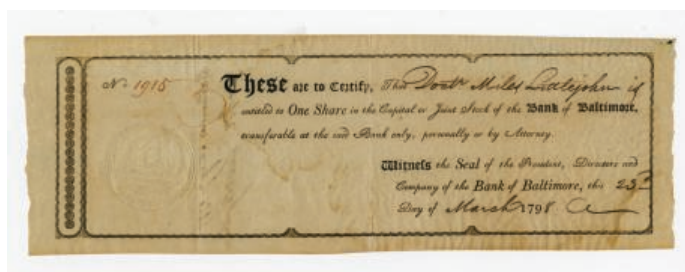 No 1915
These are to Certify, That Doctr Miles Littlejohn is
entitled to One Share in the Capital or Joint Stock of the Bank of Baltimore,
transferable at the said Bank only, personally or by Attorney.
Witneſs the Seal of the President, Directors and
Company of the Bank of Baltimore, this 23d
Day of March 1798